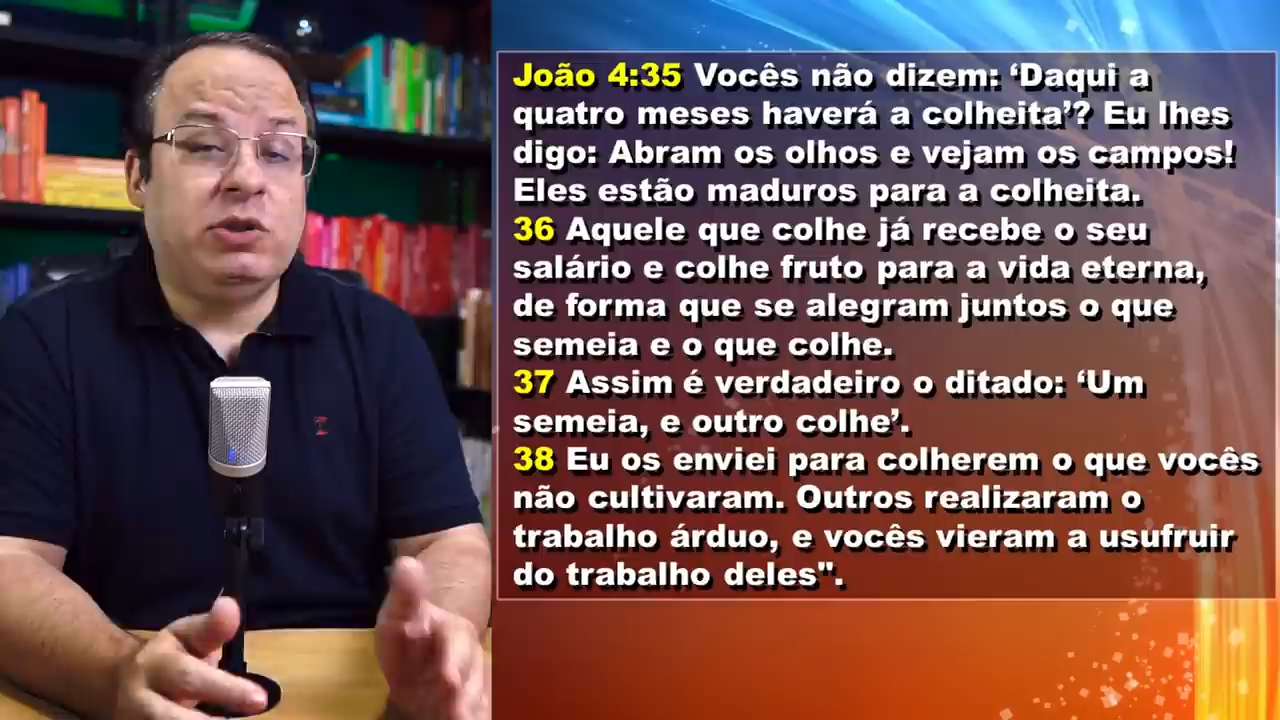 João 4:35 Vocês não dizem: ‘Daqui a
quatro meses haverá a colheita’? Eu lhes
digo: Abram os olhos e vejam os campos!
Eles estão maduros para a colheita.
36 Aquele que colhe já recebe o seu
salário e colhe fruto para a vida eterna,
de forma que se alegram juntos o que
semeia e o que colhe.
37 Assim é verdadeiro o ditado: ‘Um
semeia, e outro colhe’.
38 Eu os enviei para colherem o que vocês
não cultivaram. Outros realizaram o
trabalho árduo, e vocês vieram a usufruir
do trabalho deles".